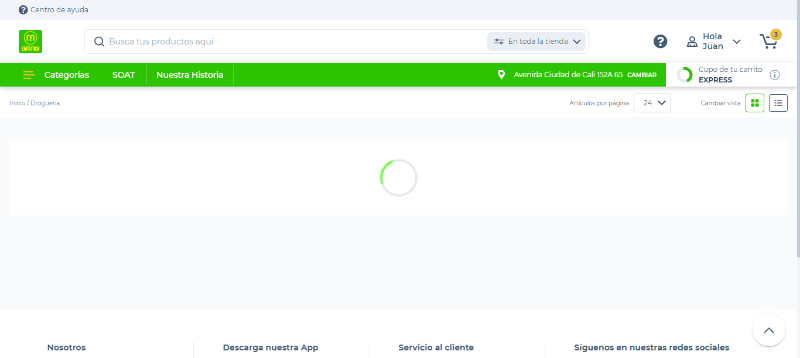 Centro de ayuda
Busca tus productos aquí
En toda la tienda
Hola
Juan
3
Categorías
SOAT
Nuestra Historia
Avenida Ciudad de Cali 152A 65 CAMBIAR
Cupo de tu carrito
EXPRESS
Inicio / Drogueria
Artículos por página
24
Cambiar vista
Nosotros
Descarga nuestra App
Servicio al cliente
Síguenos en nuestras redes sociales